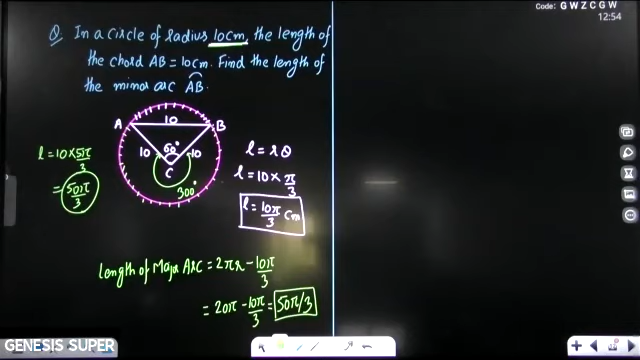 Code: G W Z C G W
12:54
Q. In a circle of radius 10cm, the length of
the chord AB = 10cm. Find the length of
the minor arc AB.
10
A
B
60°
10
10
C
300°
l = 10 × 5π/3
= 50π/3
l = rθ
l = 10 × π/3
l = 10π/3 Cm
Length of Major Arc = 2πr - 10π/3
= 20π - 10π/3 = 50π/3
GENESIS SUPER